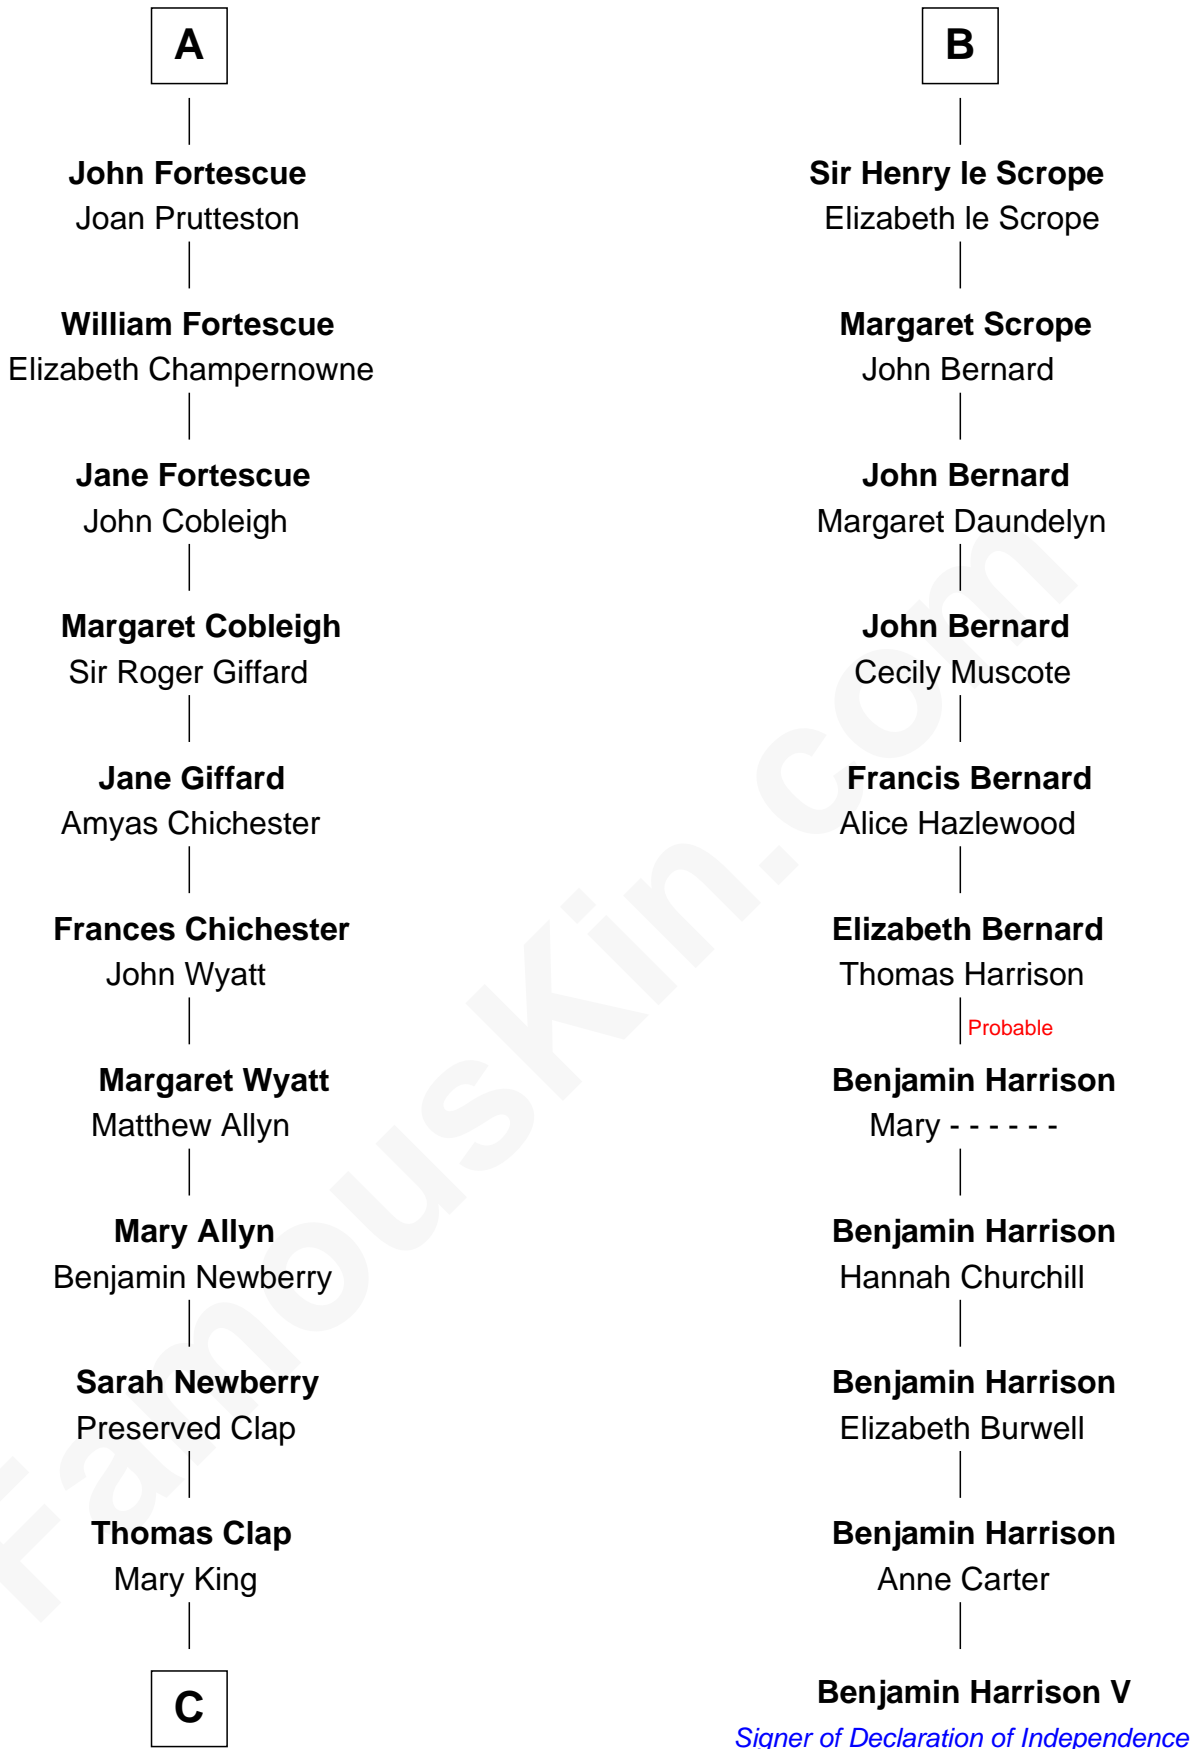 A
John Fortescue
Joan Prutteston
William Fortescue
Elizabeth Champernowne
Jane Fortescue
John Cobleigh
Margaret Cobleigh
Sir Roger Giffard
Jane Giffard
Amyas Chichester
Frances Chichester
John Wyatt
Margaret Wyatt
Matthew Allyn
Mary Allyn
Benjamin Newberry
Sarah Newberry
Preserved Clap
Thomas Clap
Mary King
C
B
Sir Henry le Scrope
Elizabeth le Scrope
Margaret Scrope
John Bernard
John Bernard
Margaret Daundelyn
John Bernard
Cecily Muscote
Francis Bernard
Alice Hazlewood
Elizabeth Bernard
Thomas Harrison
Probable
Benjamin Harrison
Mary - - - - - -
Benjamin Harrison
Hannah Churchill
Benjamin Harrison
Elizabeth Burwell
Benjamin Harrison
Anne Carter
Benjamin Harrison V
Signer of Declaration of Independence
FamousKin.com